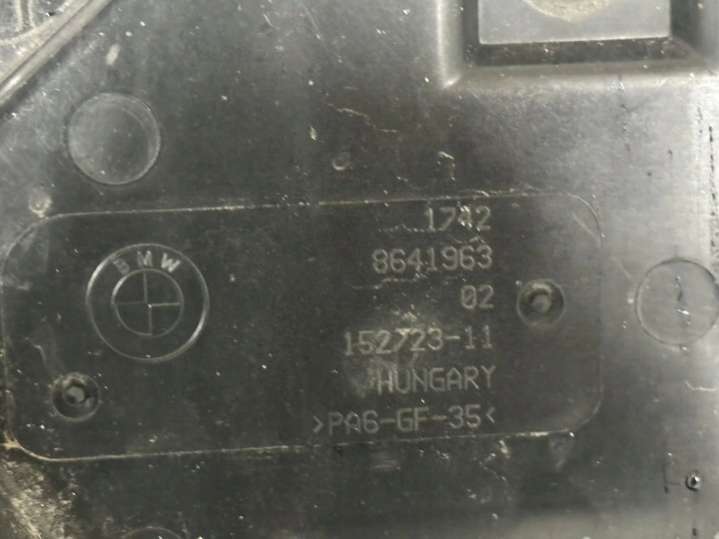 BMW
1742
8641963
02
152723-11
HUNGARY
>PA6-GF-35<